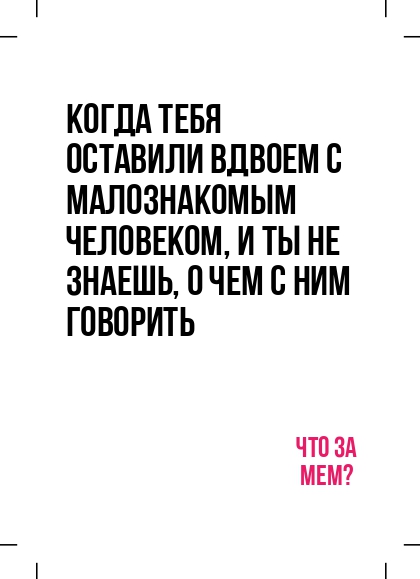 КОГДА ТЕБЯ
ОСТАВИЛИ ВДВОЕМ С
МАЛОЗНАКОМЫМ
ЧЕЛОВЕКОМ, И ТЫ НЕ
ЗНАЕШЬ, О ЧЕМ С НИМ
ГОВОРИТЬ
ЧТО ЗА
МЕМ?